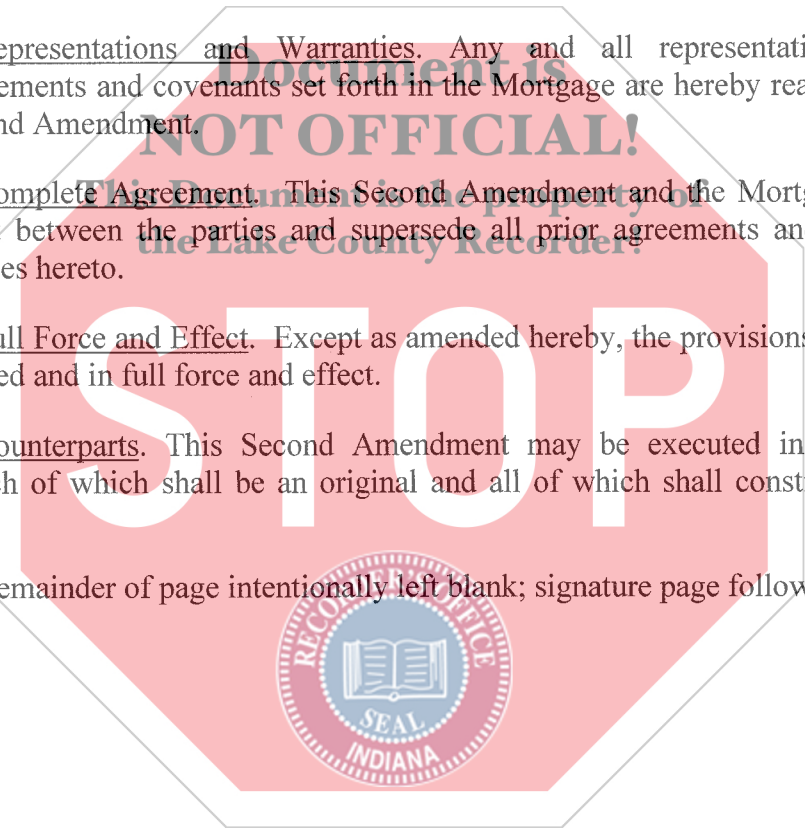 epresentations and Warranties. Any and all representati
Document is
ements and covenants set forth in the Mortgage are hereby rea
nd Amendment.
NOT OFFICIAL!
omplete Agreement. This Second Amendment and the Mortg
This Document is the property of
between the parties and supersede all prior agreements an
the Lake County Recorder!
es hereto.
ull Force and Effect. Except as amended hereby, the provisions
ed and in full force and effect.
STOP
ounterparts. This Second Amendment may be executed in
h of which shall be an original and all of which shall const
emainder of page intentionally left blank; signature page follow
RECORDER'S OFFICE
SEAL
INDIANA